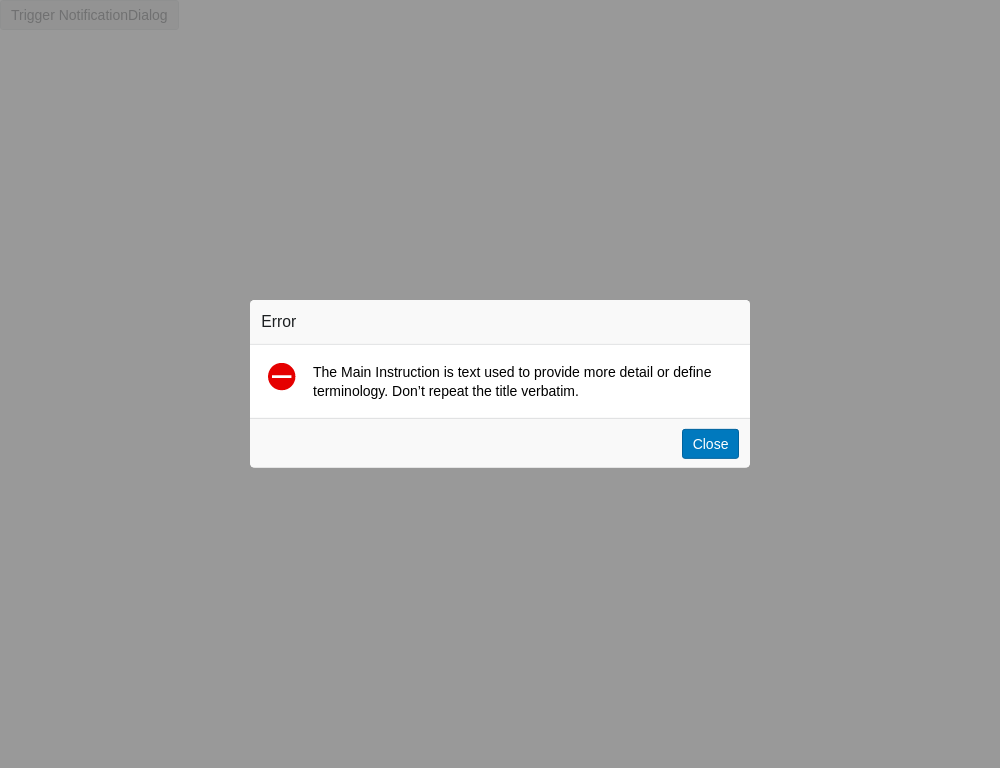 Trigger NotificationDialog
Error
The Main Instruction is text used to provide more detail or define
terminology. Don’t repeat the title verbatim.
Close